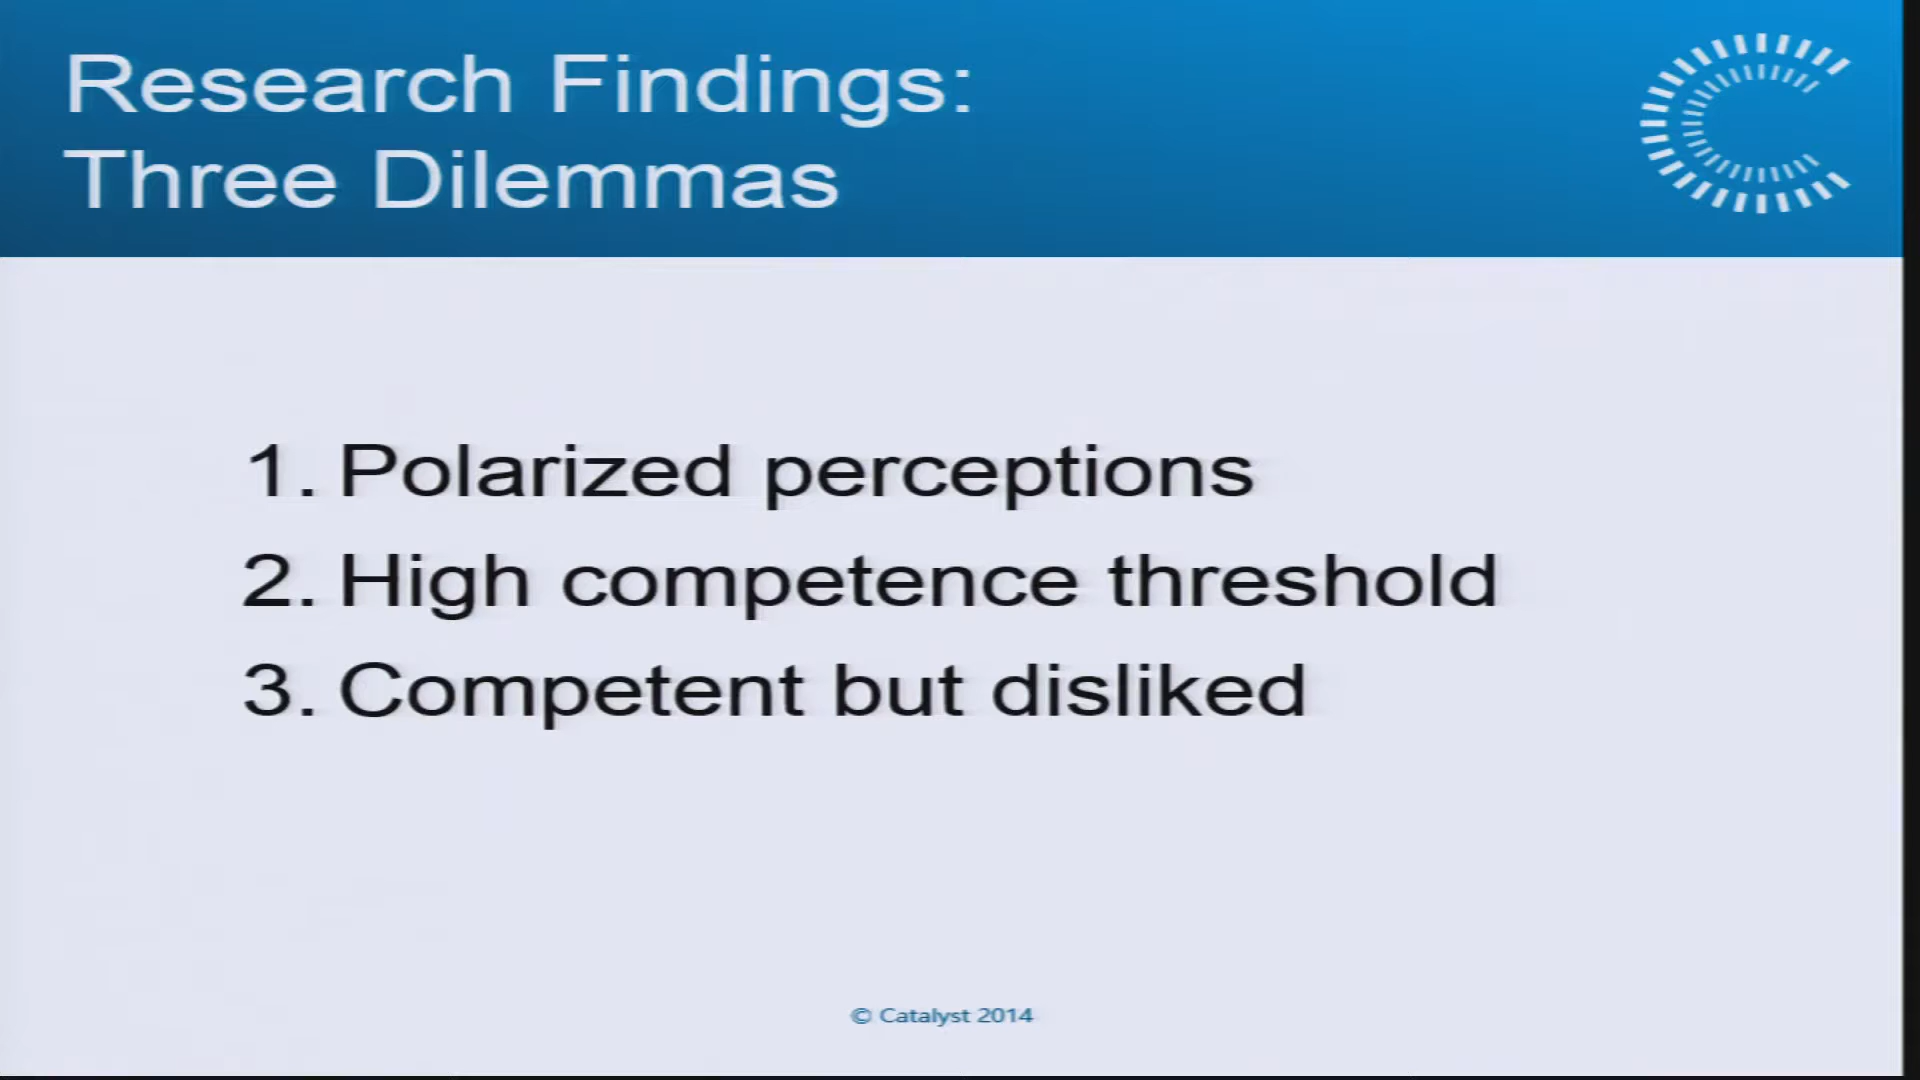 Research Findings:
Three Dilemmas
1. Polarized perceptions
2. High competence threshold
3. Competent but disliked
© Catalyst 2014